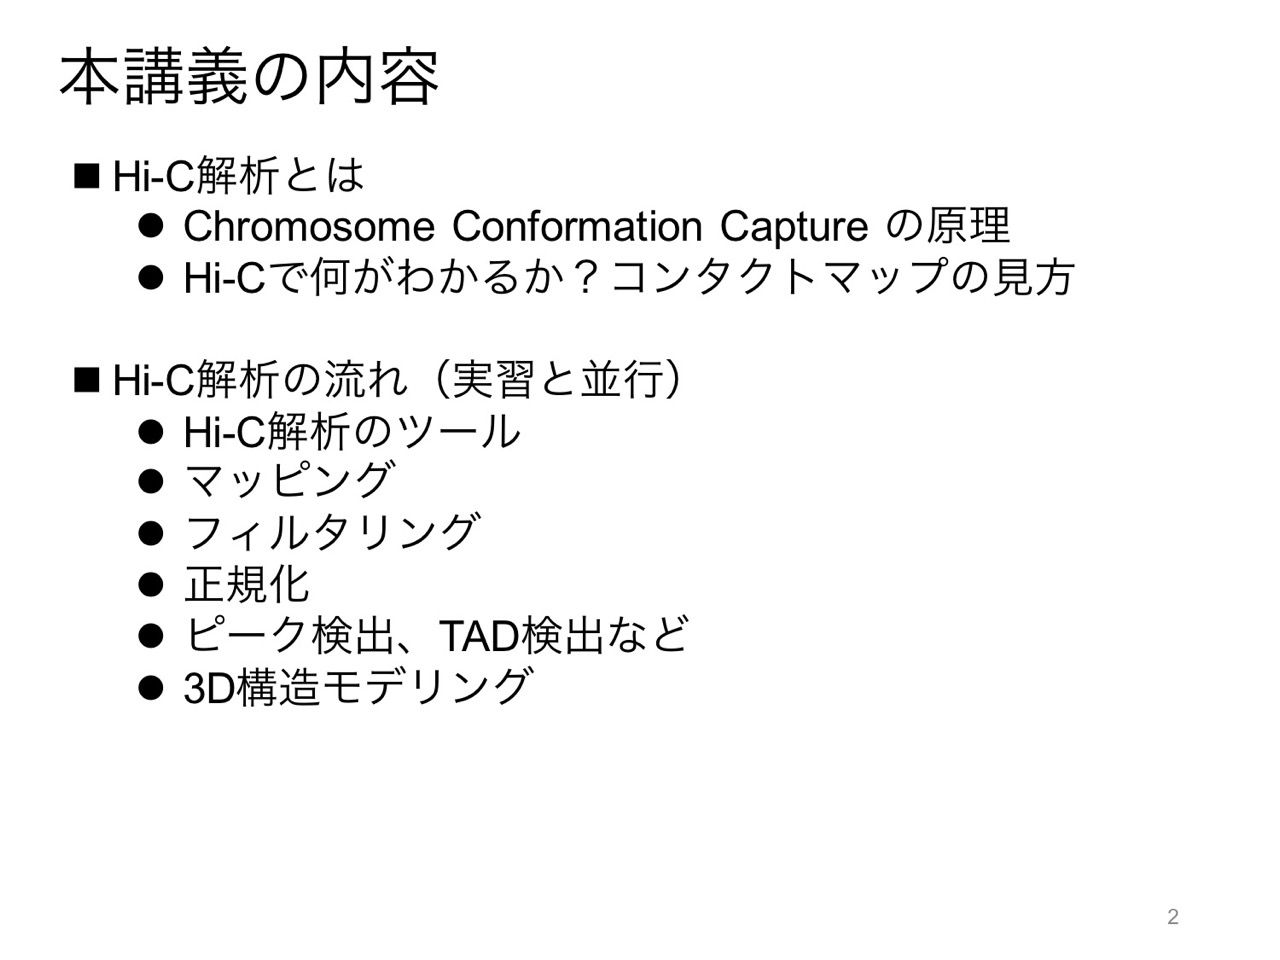 本講義の内容
■ Hi-C解析とは
● Chromosome Conformation Capture の原理
● Hi-Cで何がわかるか？コンタクトマップの見方
■ Hi-C解析の流れ（実習と並行）
● Hi-C解析のツール
● マッピング
● フィルタリング
● 正規化
● ピーク検出、TAD検出など
● 3D構造モデリング
2